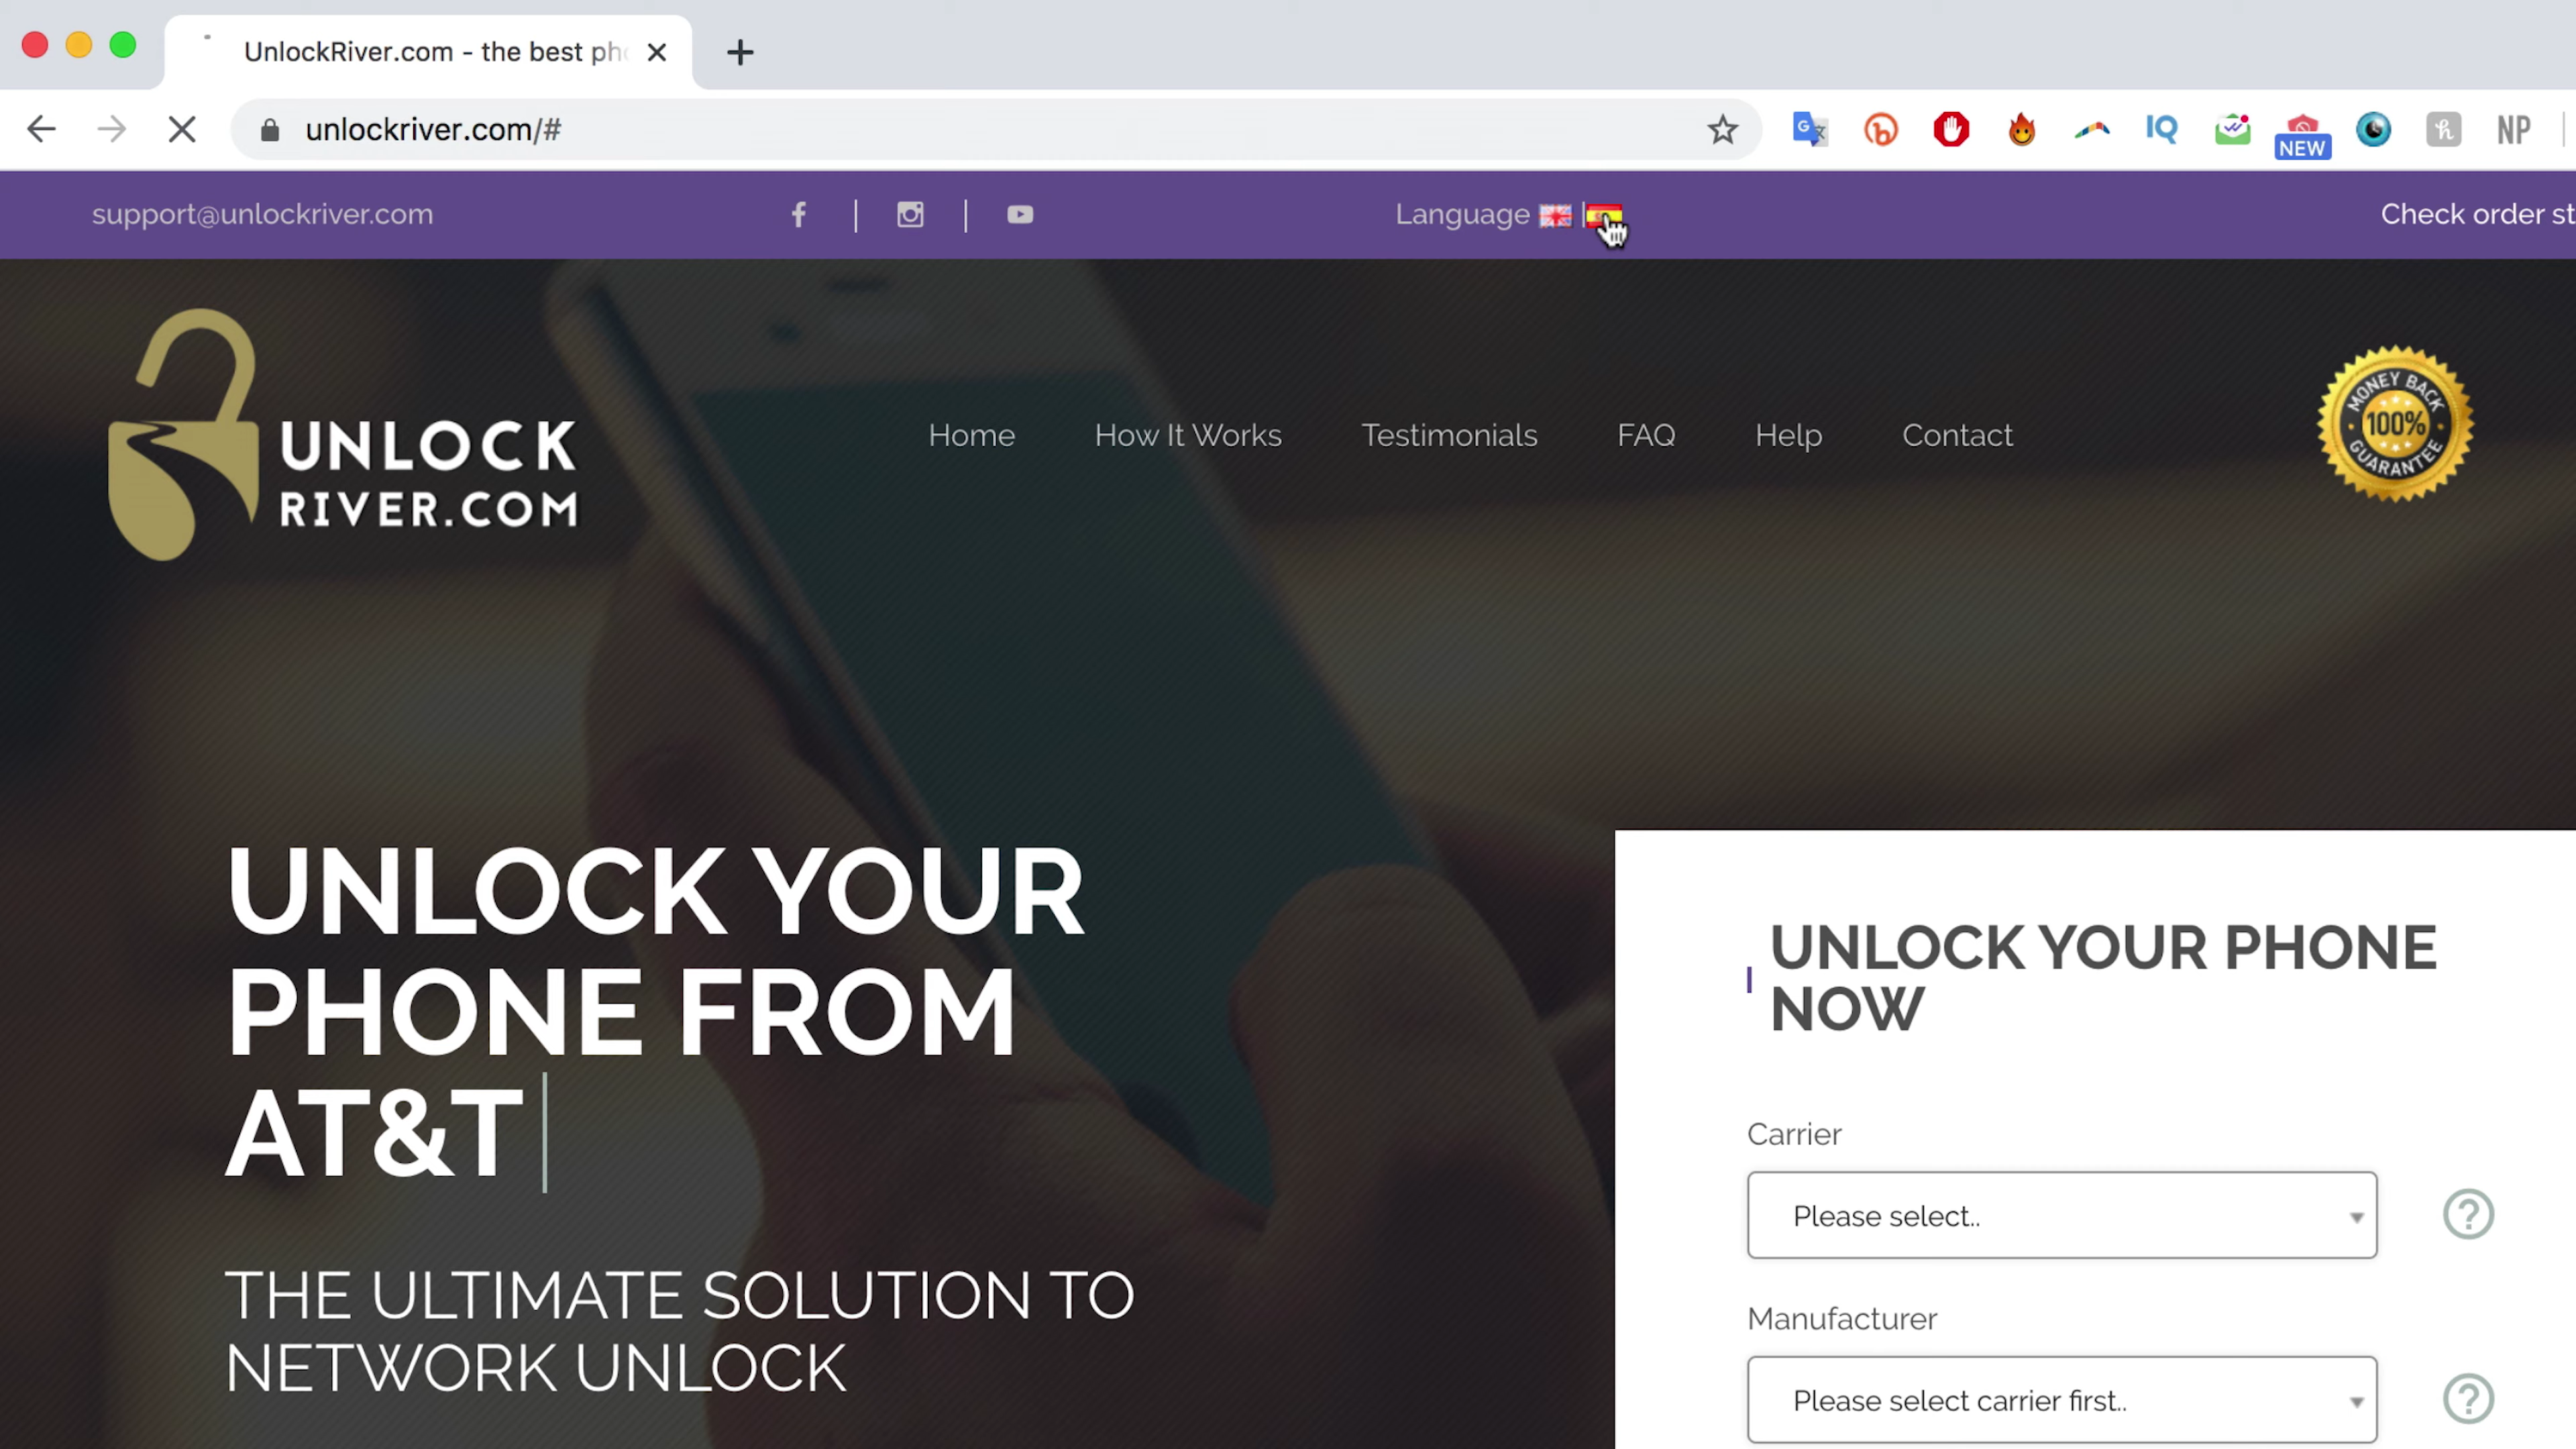 UnlockRiver.com - the best pho
unlockriver.com/#
IQ
NEW
NP
support@unlockriver.com
Language
Check order st
UNLOCK
RIVER.COM
Home
How It Works
Testimonials
FAQ
Help
Contact
MONEY BACK
100%
GUARANTEE
UNLOCK YOUR
PHONE FROM
AT&T
THE ULTIMATE SOLUTION TO
NETWORK UNLOCK
UNLOCK YOUR PHONE
NOW
Carrier
Please select..
Manufacturer
Please select carrier first..